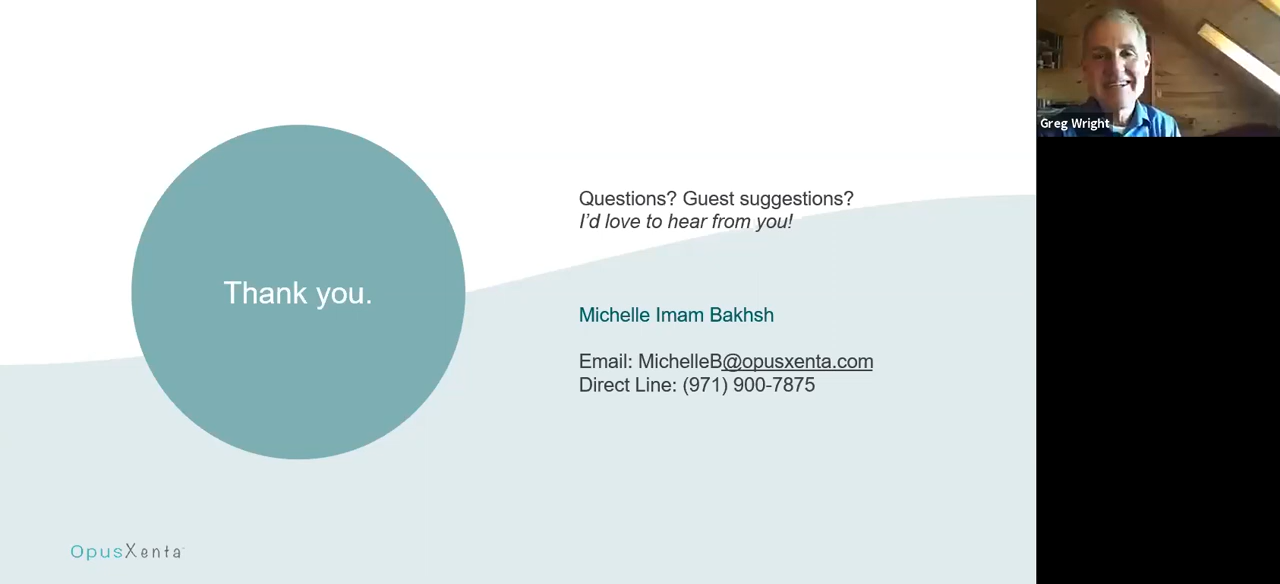 Greg Wright
Questions? Guest suggestions?
I'd love to hear from you!
Thank you.
Michelle Imam Bakhsh
Email: MichelleB@opusxenta.com
Direct Line: (971) 900-7875
OpusXenta